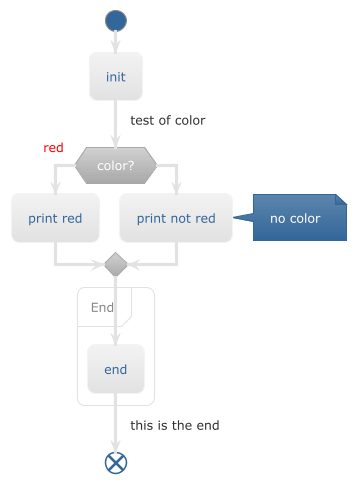 init
test of color
red
color?
print red
print not red
no color
End
end
this is the end